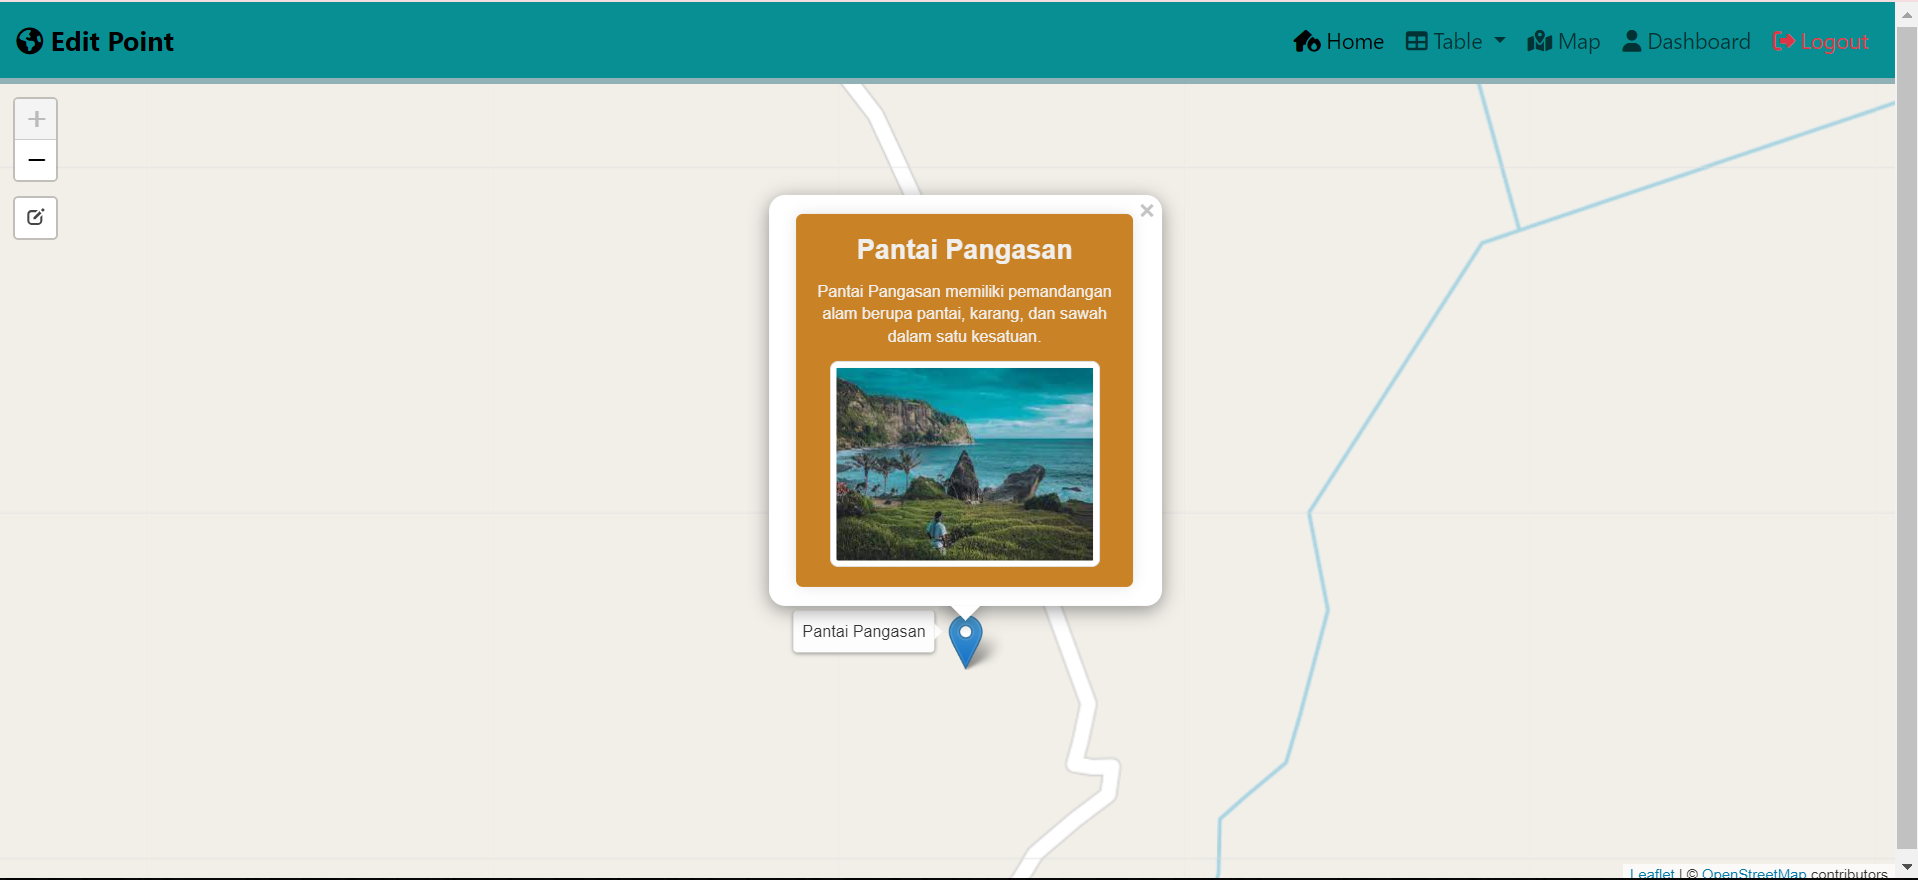 Edit Point
Home
Table
Map
Dashboard
Logout
+
−
Pantai Pangasan
Pantai Pangasan memiliki pemandangan
alam berupa pantai, karang, dan sawah
dalam satu kesatuan.
Pantai Pangasan
Leaflet | © OpenStreetMap contributors